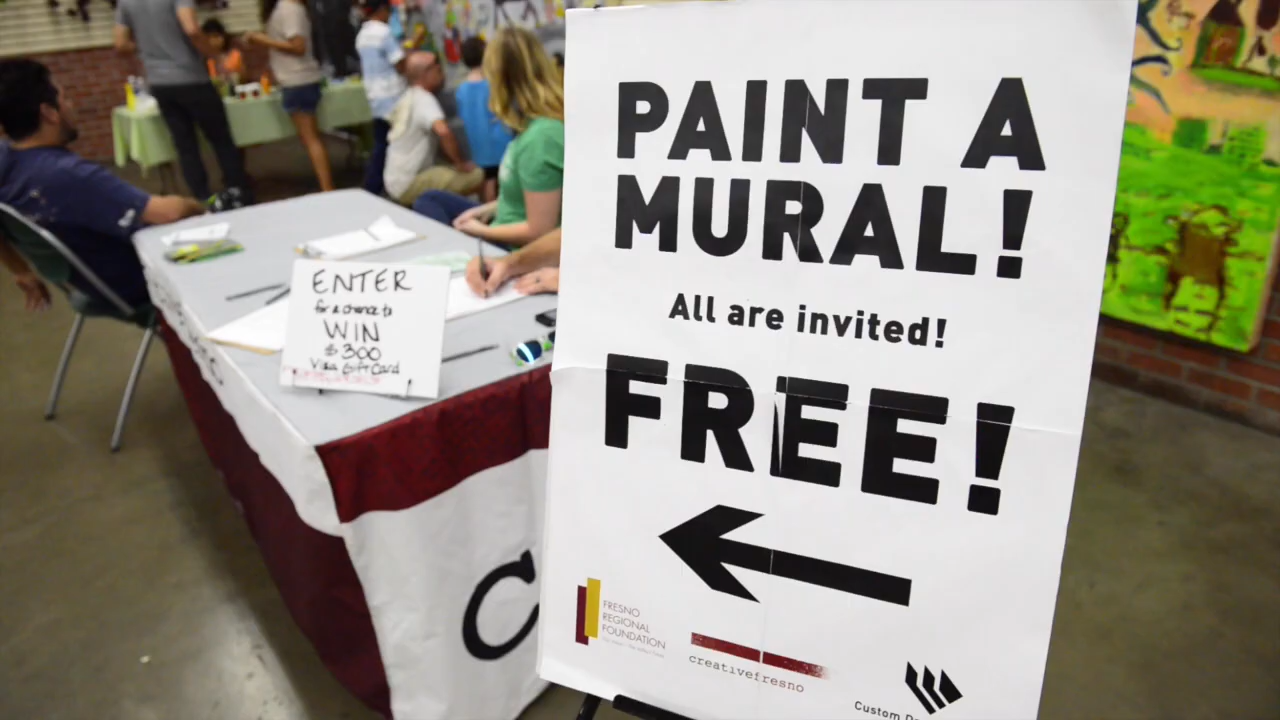 PAINT A
MURAL!
All are invited!
FREE!
FRESNO
REGIONAL
FOUNDATION
creativefresno
Custom
ENTER
for a chance to
WIN
$300
Visa Gift Card
C